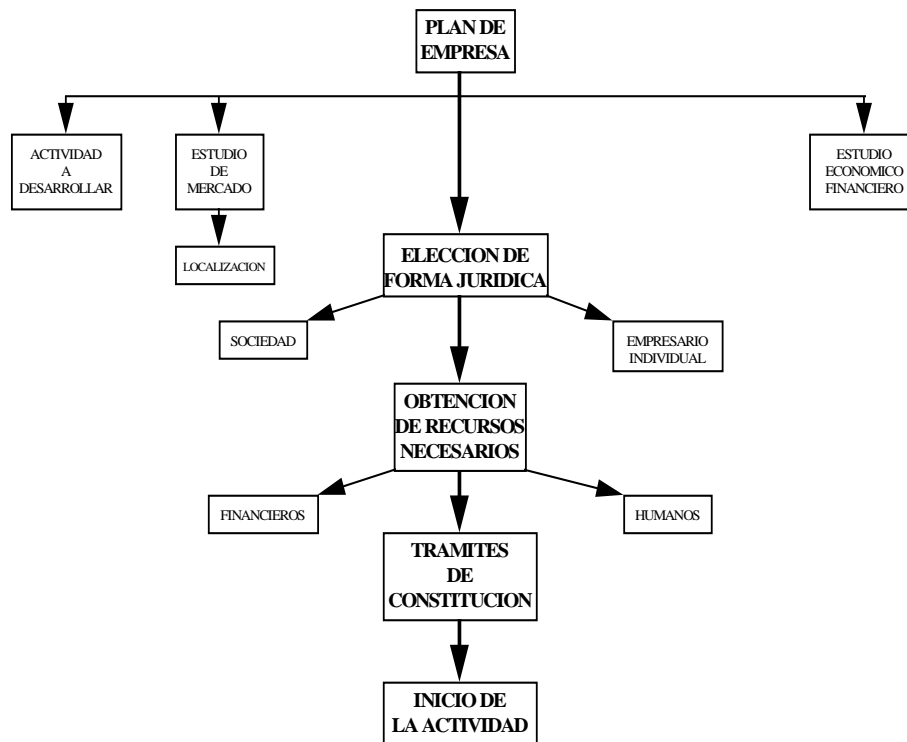 PLAN DE
EMPRESA
ACTIVIDAD
A
DESARROLLAR
ESTUDIO
DE
MERCADO
ESTUDIO
ECONOMICO
FINANCIERO
LOCALIZACION
ELECCION DE
FORMA JURIDICA
SOCIEDAD
EMPRESARIO
INDIVIDUAL
OBTENCION
DE RECURSOS
NECESARIOS
FINANCIEROS
HUMANOS
TRAMITES
DE
CONSTITUCION
INICIO DE
LA ACTIVIDAD